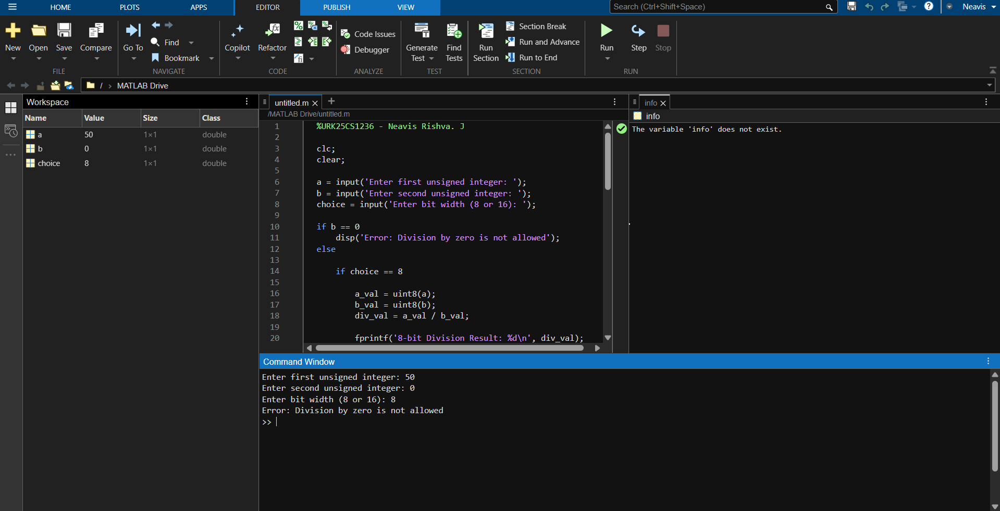 HOME PLOTS APPS EDITOR PUBLISH VIEW Search (Ctrl+Shift+Space) Neavis
New Open Save Compare
FILE
Go To Find Bookmark
NAVIGATE
Copilot Refactor
CODE
Code Issues
Debugger
ANALYZE
Generate Test Find Tests
TEST
Run Section
Section Break
Run and Advance
Run to End
SECTION
Run Step Stop
RUN
/ › MATLAB Drive
Workspace
Name Value Size Class
a 50 1×1 double
b 0 1×1 double
choice 8 1×1 double
untitled.m
/MATLAB Drive/untitled.m
1 %URK25CS1236 - Neavis Rishva. J
2
3 clc;
4 clear;
5
6 a = input('Enter first unsigned integer: ');
7 b = input('Enter second unsigned integer: ');
8 choice = input('Enter bit width (8 or 16): ');
9
10 if b == 0
11 disp('Error: Division by zero is not allowed');
12 else
13
14 if choice == 8
15
16 a_val = uint8(a);
17 b_val = uint8(b);
18 div_val = a_val / b_val;
19
20 fprintf('8-bit Division Result: %d\n', div_val);
info
info
The variable 'info' does not exist.
Command Window
Enter first unsigned integer: 50
Enter second unsigned integer: 0
Enter bit width (8 or 16): 8
Error: Division by zero is not allowed
>>